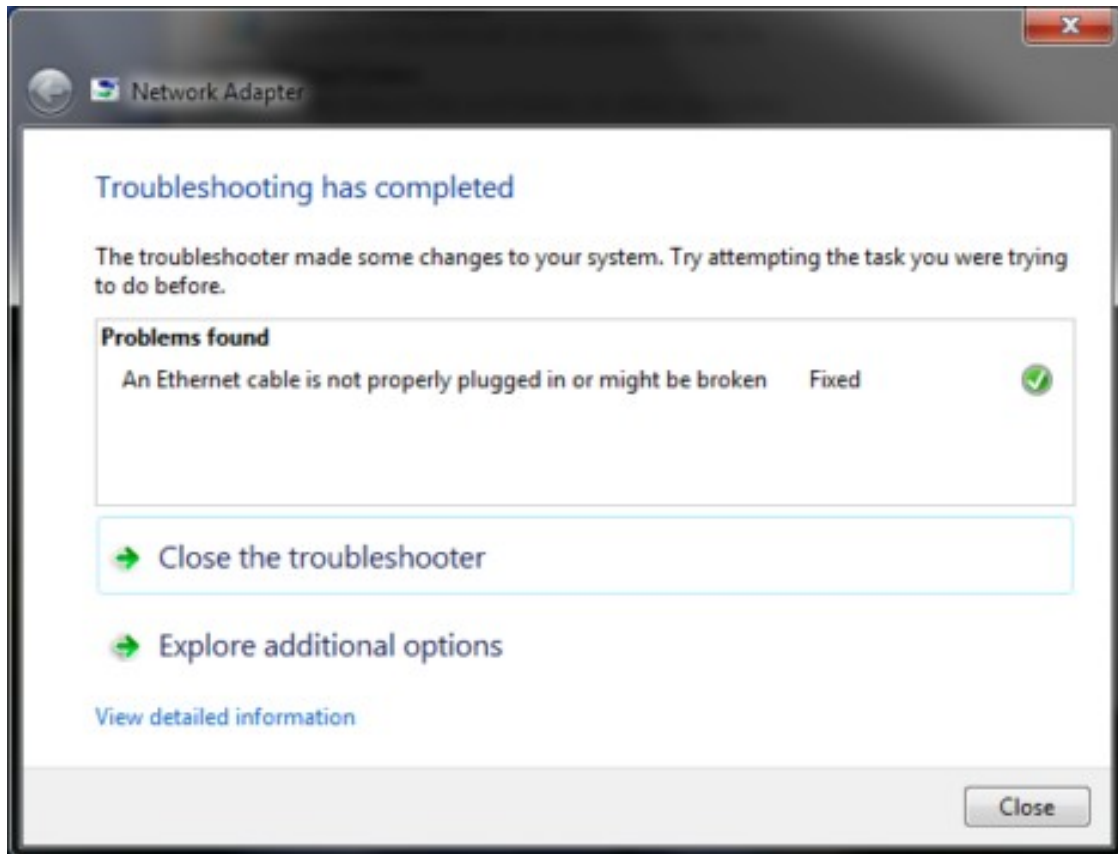 Network Adapter
Troubleshooting has completed
The troubleshooter made some changes to your system. Try attempting the task you were trying
to do before.
Problems found
An Ethernet cable is not properly plugged in or might be broken Fixed
Close the troubleshooter
Explore additional options
View detailed information
Close